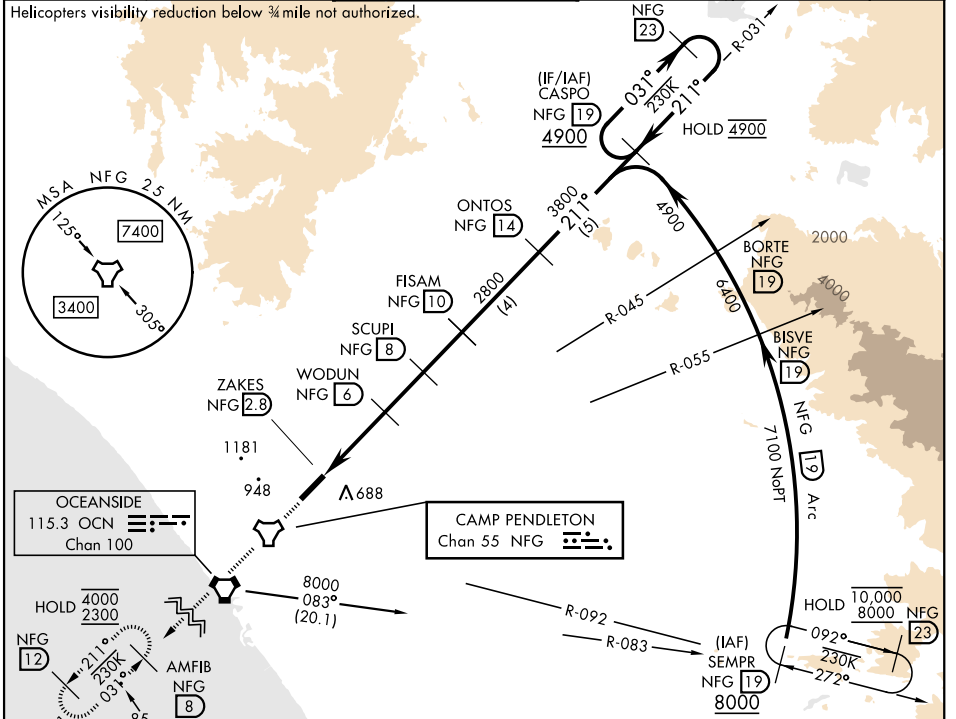 Helicopters visibility reduction below ¾ mile not authorized.
NFG
23
R-031
(IF/IAF)
CASPO
NFG 19
4900
031°
230K
211°
HOLD 4900
MSA NFG 25 NM
125°
7400
3400
305°
ONTOS
NFG 14
3800
211°
(5)
4900
FISAM
NFG 10
2800
(4)
BORTE
NFG
19
2000
4000
R-045
6400
SCUPI
NFG 8
BISVE
NFG
19
R-055
WODUN
NFG 6
ZAKES
NFG 2.8
NFG 19 Arc
7100 NoPT
1181
948
688
OCEANSIDE
115.3 OCN
Chan 100
CAMP PENDLETON
Chan 55 NFG
8000
083°
(20.1)
HOLD 4000
2300
R-092
R-083
HOLD 10,000
8000
NFG
23
092°
230K
272°
(IAF)
SEMPR
NFG 19
8000
NFG
12
211°
230K
031°
AMFIB
NFG
8